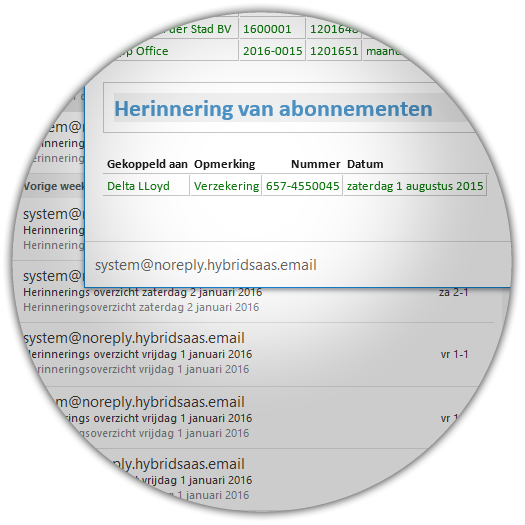 der Stad BV 1600001 1201648
Office 2016-0015 1201651 maand
Herinnering van abonnementen
Gekoppeld aan Opmerking Nummer Datum
Delta LLoyd Verzekering 657-4550045 zaterdag 1 augustus 2015
system@noreply.hybridsaas.email
system@
Herinnering
Herinnering
Vorige week
system@n
Herinnerings
Herinnerings
system@n
Herinnerings overzicht zaterdag 2 januari 2016 za 2-1
Herinneringsoverzicht zaterdag 2 januari 2016
system@noreply.hybridsaas.email
Herinnerings overzicht vrijdag 1 januari 2016 vr 1-1
Herinneringsoverzicht vrijdag 1 januari 2016
system@noreply.hybridsaas.email
Herinnerings overzicht vrijdag 1 januari 2016 vr 1
Herinneringsoverzicht vrijdag 1 januari 2016
system@noreply.hybridsaas.email
overzicht vrijdag 1 januari 2016
vrijdag 1 januari 2016